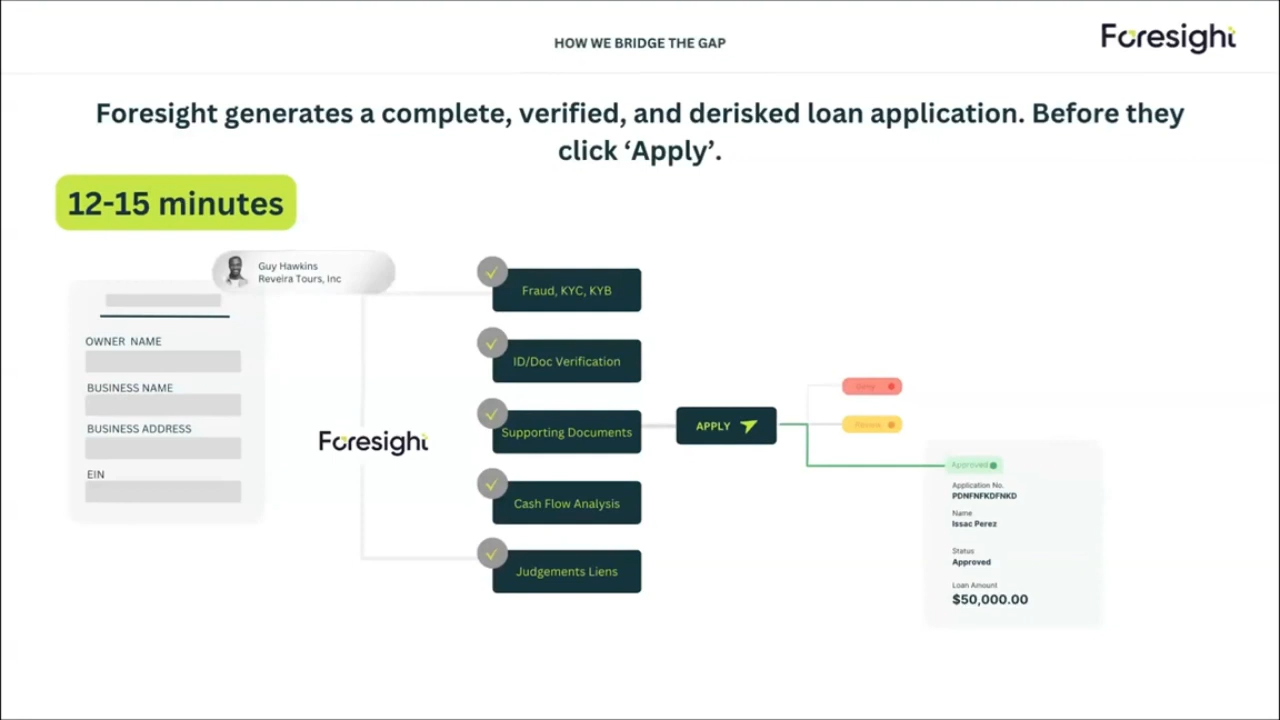 HOW WE BRIDGE THE GAP
Foresight
Foresight generates a complete, verified, and derisked loan application. Before they
click ‘Apply’.
12-15 minutes
Guy Hawkins
Reveira Tours, Inc
OWNER NAME
BUSINESS NAME
BUSINESS ADDRESS
EIN
Foresight
Fraud, KYC, KYB
ID/Doc Verification
Supporting Documents
Cash Flow Analysis
Judgements Liens
APPLY
Deny
Review
Approved
Application No.
PDNFNFKDFNKD
Name
Issac Perez
Status
Approved
Loan Amount
$50,000.00